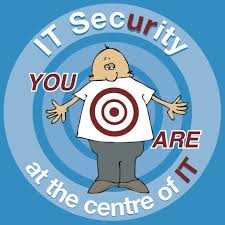 IT Security
YOU
ARE
at the centre of IT